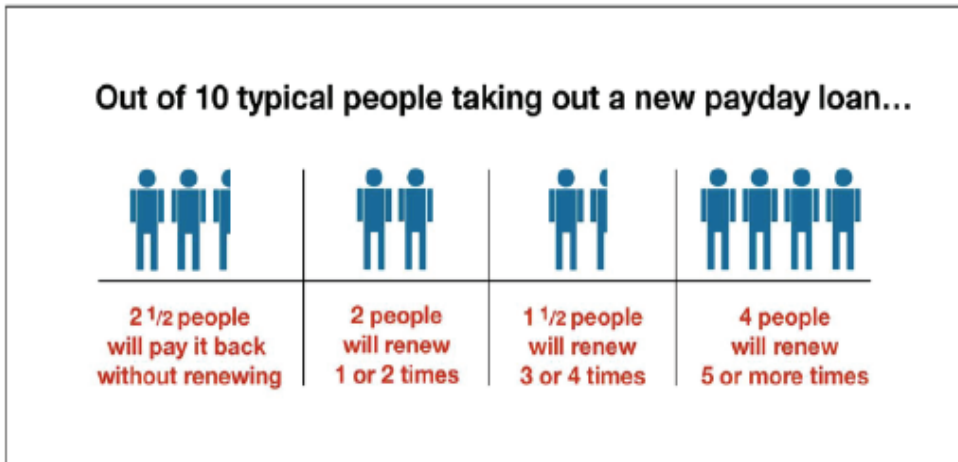 Out of 10 typical people taking out a new payday loan...
2 1/2 people
will pay it back
without renewing
2 people
will renew
1 or 2 times
1 1/2 people
will renew
3 or 4 times
4 people
will renew
5 or more times